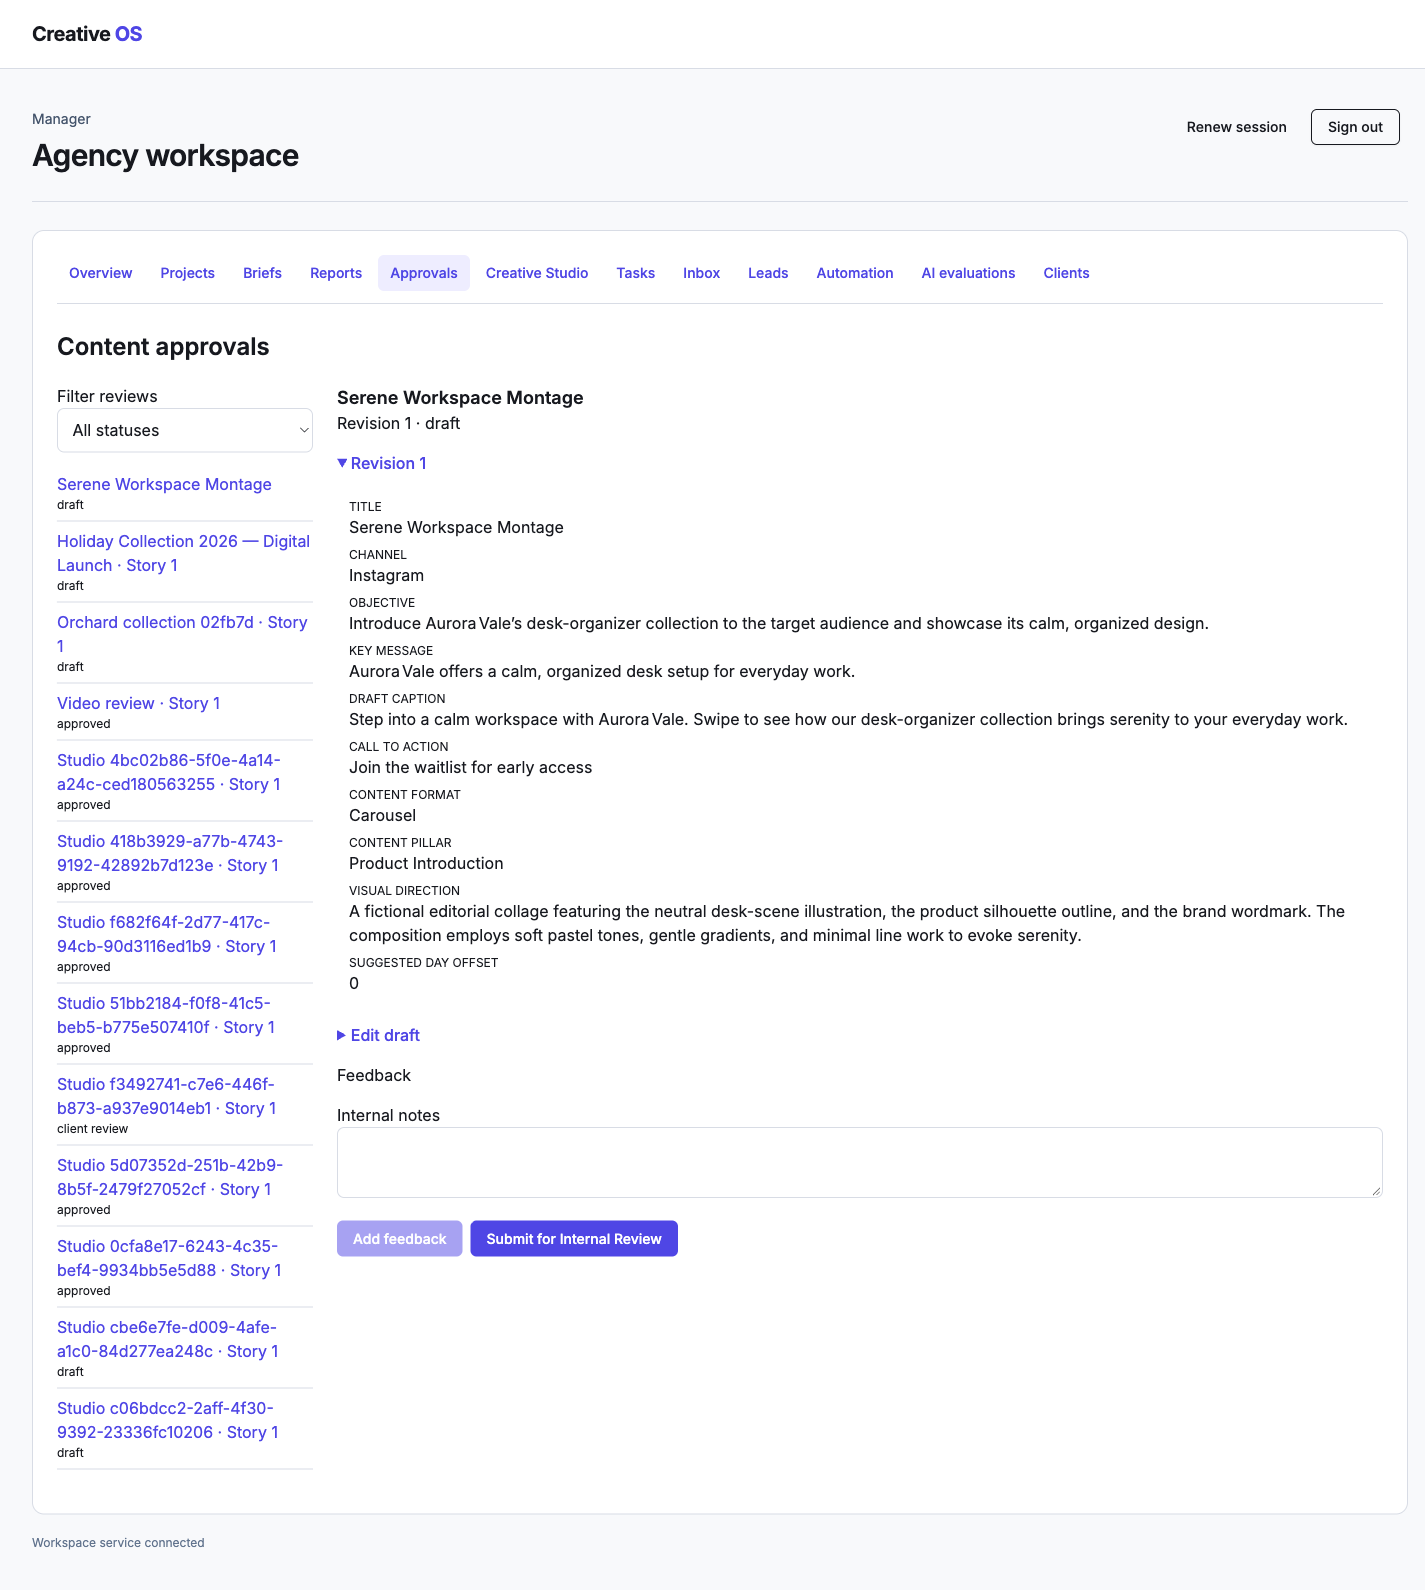 Creative OS
Manager
Agency workspace
Renew session
Sign out
Overview
Projects
Briefs
Reports
Approvals
Creative Studio
Tasks
Inbox
Leads
Automation
AI evaluations
Clients
Content approvals
Filter reviews
All statuses
Serene Workspace Montage
draft
Holiday Collection 2026 — Digital
Launch · Story 1
draft
Orchard collection 02fb7d · Story
1
draft
Video review · Story 1
approved
Studio 4bc02b86-5f0e-4a14-
a24c-ced180563255 · Story 1
approved
Studio 418b3929-a77b-4743-
9192-42892b7d123e · Story 1
approved
Studio f682f64f-2d77-417c-
94cb-90d3116ed1b9 · Story 1
approved
Studio 51bb2184-f0f8-41c5-
beb5-b775e507410f · Story 1
approved
Studio f3492741-c7e6-446f-
b873-a937e9014eb1 · Story 1
client review
Studio 5d07352d-251b-42b9-
8b5f-2479f27052cf · Story 1
approved
Studio 0cfa8e17-6243-4c35-
bef4-9934bb5e5d88 · Story 1
approved
Studio cbe6e7fe-d009-4afe-
a1c0-84d277ea248c · Story 1
draft
Studio c06bdcc2-2aff-4f30-
9392-23336fc10206 · Story 1
draft
Serene Workspace Montage
Revision 1 · draft
Revision 1
TITLE
Serene Workspace Montage
CHANNEL
Instagram
OBJECTIVE
Introduce Aurora Vale’s desk-organizer collection to the target audience and showcase its calm, organized design.
KEY MESSAGE
Aurora Vale offers a calm, organized desk setup for everyday work.
DRAFT CAPTION
Step into a calm workspace with Aurora Vale. Swipe to see how our desk-organizer collection brings serenity to your everyday work.
CALL TO ACTION
Join the waitlist for early access
CONTENT FORMAT
Carousel
CONTENT PILLAR
Product Introduction
VISUAL DIRECTION
A fictional editorial collage featuring the neutral desk-scene illustration, the product silhouette outline, and the brand wordmark. The
composition employs soft pastel tones, gentle gradients, and minimal line work to evoke serenity.
SUGGESTED DAY OFFSET
0
Edit draft
Feedback
Internal notes
Add feedback
Submit for Internal Review
Workspace service connected